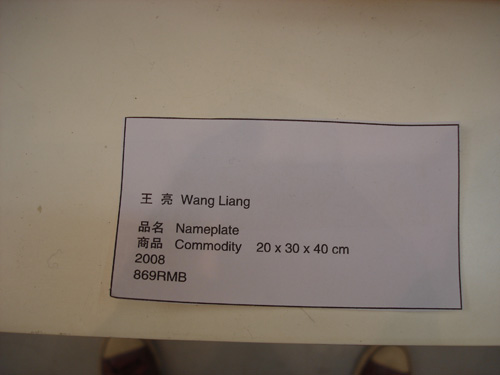 王 亮 Wang Liang
品名 Nameplate
商品 Commodity 20 x 30 x 40 cm
2008
869RMB